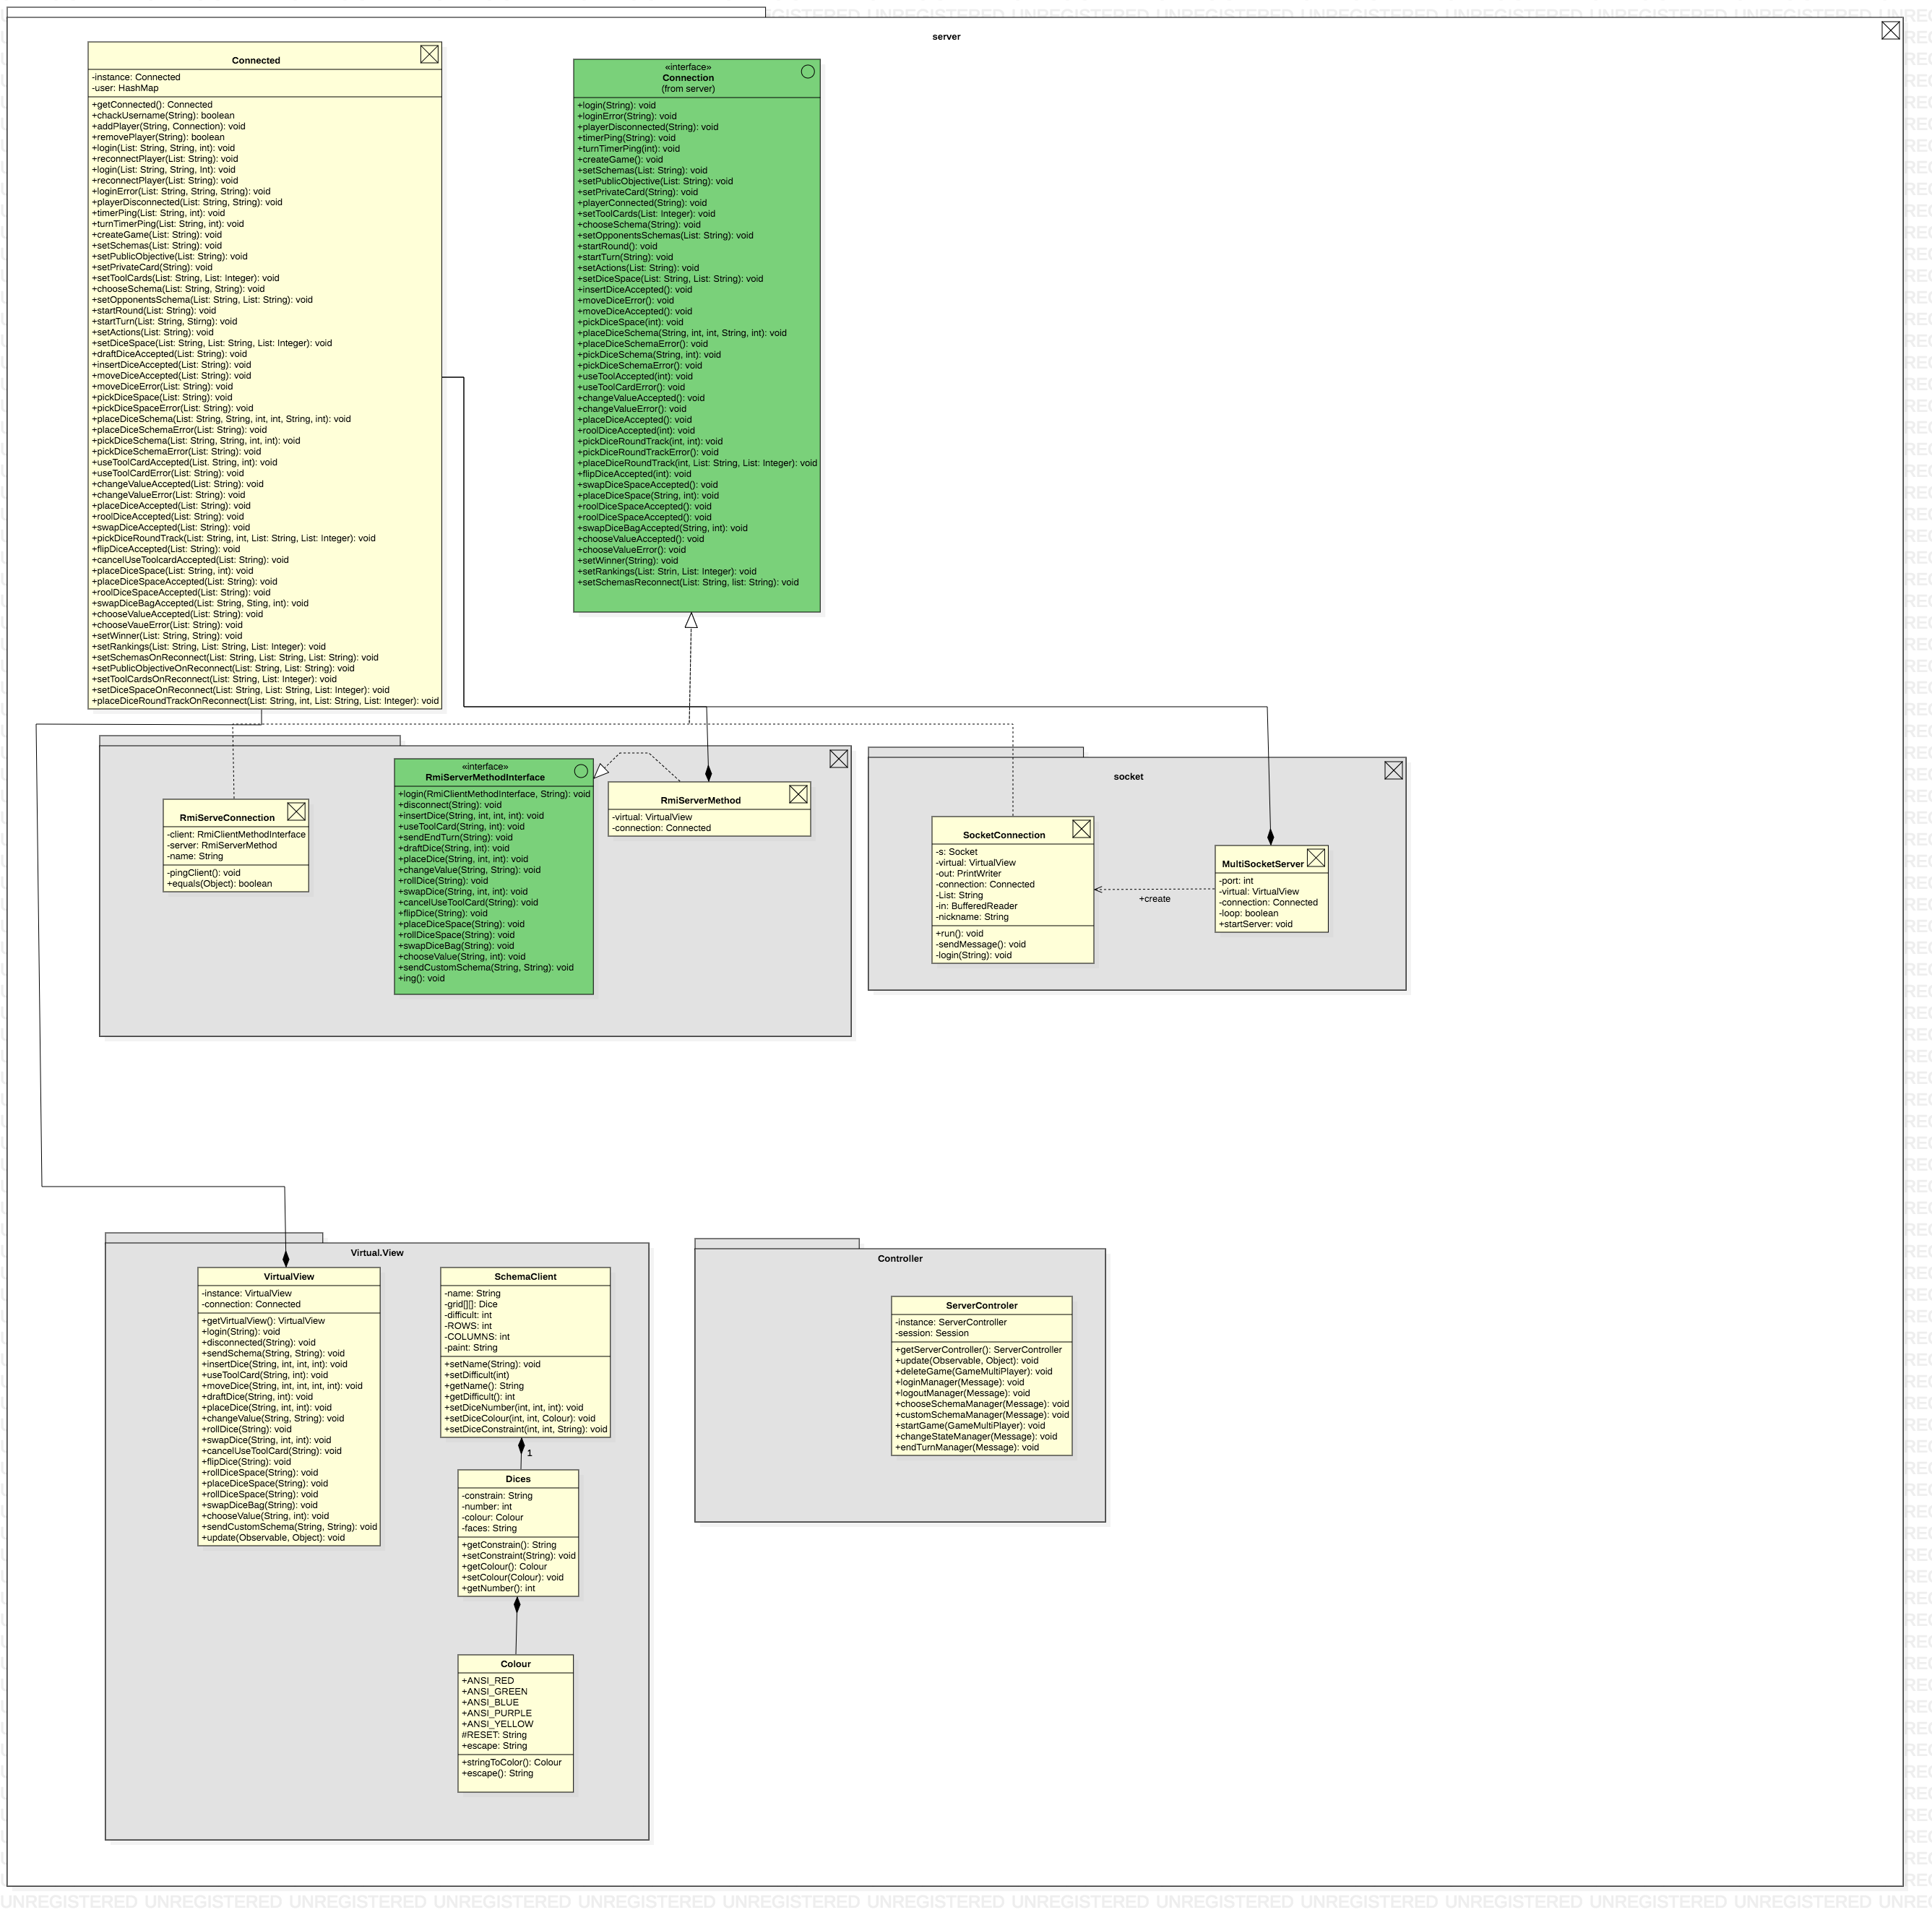 server
Connected
-instance: Connected
-user: HashMap
+getConnected(): Connected
+chackUsername(String): boolean
+addPlayer(String, Connection): void
+removePlayer(String): boolean
+login(List: String, String, int): void
+reconnectPlayer(List: String): void
+login(List: String, String, Int): void
+reconnectPlayer(List: String): void
+loginError(List: String, String, String): void
+playerDisconnected(List: String, String): void
+timerPing(List: String, int): void
+turnTimerPing(List: String, int): void
+createGame(List: String): void
+setSchemas(List: String): void
+setPublicObjective(List: String): void
+setPrivateCard(String): void
+setToolCards(List: String, List: Integer): void
+chooseSchema(String, String): void
+setOpponentsSchema(List: String, List: String): void
+startRound(List: String): void
+startTurn(List: String, Stirng): void
+setActions(List: String): void
+setDiceSpace(List: String, List: String, List: Integer): void
+draftDiceAccepted(List: String): void
+insertDiceAccepted(List: String): void
+moveDiceAccepted(List: String): void
+moveDiceError(List: String): void
+pickDiceSpace(List: String): void
+pickDiceSpaceError(List: String): void
+placeDiceSchema(List: String, String, int, int, String, int): void
+placeDiceSchemaError(List: String): void
+pickDiceSchema(List: String, String, int, int): void
+pickDiceSchemaError(List: String): void
+useToolCardAccepted(List: String, int): void
+useToolCardError(List: String): void
+changeValueAccepted(List: String): void
+changeValueError(List: String): void
+placeDiceAccepted(List: String): void
+roolDiceAccepted(List: String): void
+swapDiceAccepted(List: String): void
+pickDiceRoundTrack(List: String, int, List: String, List: Integer): void
+flipDiceAccepted(List: String): void
+cancelUseToolcardAccepted(List: String): void
+placeDiceSpace(List: String, int): void
+placeDiceSpaceAccepted(List: String): void
+roolDiceSpaceAccepted(List: String): void
+swapDiceBagAccepted(List: String, Sting, int): void
+chooseValueAccepted(List: String): void
+chooseVaueError(List: String): void
+setWinner(List: String, String): void
+setRankings(List: String, List: String, List: Integer): void
+setSchemasOnReconnect(List: String, List: String, List: String): void
+setPublicObjectiveOnReconnect(List: String, List: String): void
+setToolCardsOnReconnect(List: String, List: Integer): void
+setDiceSpaceOnReconnect(List: String, List: String, List: Integer): void
+placeDiceRoundTrackOnReconnect(List: String, int, List: String, List: Integer): void
«interface»
Connection
(from server)
+login(String): void
+loginError(String): void
+playerDisconnected(String): void
+timerPing(String): void
+turnTimerPing(int): void
+createGame(): void
+setSchemas(List: String): void
+setPublicObjective(List: String): void
+setPrivateCard(String): void
+playerConnected(String): void
+setToolCards(List: Integer): void
+chooseSchema(String): void
+setOpponentsSchemas(List: String): void
+startRound(): void
+startTurn(String): void
+setActions(List: String): void
+setDiceSpace(List: String, List: String): void
+insertDiceAccepted(): void
+moveDiceError(): void
+moveDiceAccepted(): void
+pickDiceSpace(int): void
+placeDiceSchema(String, int, int, String, int): void
+placeDiceSchemaError(): void
+pickDiceSchema(String, int): void
+pickDiceSchemaError(): void
+useToolAccepted(int): void
+useToolCardError(): void
+changeValueAccepted(): void
+changeValueError(): void
+placeDiceAccepted(): void
+roolDiceAccepted(int): void
+pickDiceRoundTrack(int, int): void
+pickDiceRoundTrackError(): void
+placeDiceRoundTrack(int, List: String, List: Integer): void
+flipDiceAccepted(int): void
+swapDiceSpaceAccepted(): void
+placeDiceSpace(String, int): void
+roolDiceSpaceAccepted(): void
+roolDiceSpaceAccepted(): void
+swapDiceBagAccepted(String, int): void
+chooseValueAccepted(): void
+chooseValueError(): void
+setWinner(String): void
+setRankings(List: Strin, List: Integer): void
+setSchemasReconnect(List: String, list: String): void
RmiServeConnection
-client: RmiClientMethodInterface
-server: RmiServerMethod
-name: String
-pingClient(): void
+equals(Object): boolean
«interface»
RmiServerMethodInterface
+login(RmiClientMethodInterface, String): void
+disconnect(String): void
+insertDice(String, int, int, int): void
+useToolCard(String, int): void
+sendEndTurn(String): void
+draftDice(String, int): void
+placeDice(String, int, int): void
+changeValue(String, String): void
+rollDice(String): void
+swapDice(String, int, int): void
+cancelUseToolCard(String): void
+flipDice(String): void
+placeDiceSpace(String): void
+rollDiceSpace(String): void
+swapDiceBag(String): void
+chooseValue(String, int): void
+sendCustomSchema(String, String): void
+ing(): void
RmiServerMethod
-virtual: VirtualView
-connection: Connected
socket
SocketConnection
-s: Socket
-virtual: VirtualView
-out: PrintWriter
-connection: Connected
-List: String
-in: BufferedReader
-nickname: String
+run(): void
-sendMessage(): void
-login(String): void
+create
MultiSocketServer
-port: int
-virtual: VirtualView
-connection: Connected
-loop: boolean
+startServer: void
Virtual.View
VirtualView
-instance: VirtualView
-connection: Connected
+getVirtualView(): VirtualView
+login(String): void
+disconnected(String): void
+sendSchema(String, String): void
+insertDice(String, int, int, int): void
+useToolCard(String, int): void
+moveDice(String, int, int, int, int): void
+draftDice(String, int): void
+placeDice(String, int, int): void
+changeValue(String, String): void
+rollDice(String): void
+swapDice(String, int, int): void
+cancelUseToolCard(String): void
+flipDice(String): void
+rollDiceSpace(String): void
+placeDiceSpace(String): void
+rollDiceSpace(String): void
+swapDiceBag(String): void
+chooseValue(String, int): void
+sendCustomSchema(String, String): void
+update(Observable, Object): void
SchemaClient
-name: String
-grid[][]: Dice
-difficult: int
-ROWS: int
-COLUMNS: int
-paint: String
+setName(String): void
+setDifficult(int)
+getName(): String
+getDifficult(): int
+setDiceNumber(int, int, int): void
+setDiceColour(int, int, Colour): void
+setDiceConstraint(int, int, String): void
1
Dices
-constrain: String
-number: int
-colour: Colour
-faces: String
+getConstrain(): String
+setConstraint(String): void
+getColour(): Colour
+setColour(Colour): void
+getNumber(): int
Colour
+ANSI_RED
+ANSI_GREEN
+ANSI_BLUE
+ANSI_PURPLE
+ANSI_YELLOW
#RESET: String
+escape: String
+stringToColor(): Colour
+escape(): String
Controller
ServerControler
-instance: ServerController
-session: Session
+getServerController(): ServerController
+update(Observable, Object): void
+deleteGame(GameMultiPlayer): void
+loginManager(Message): void
+logoutManager(Message): void
+chooseSchemaManager(Message): void
+customSchemaManager(Message): void
+startGame(GameMultiPlayer): void
+changeStateManager(Message): void
+endTurnManager(Message): void
UNREGISTERED UNREGISTERED UNREGISTERED UNREGISTERED UNREGISTERED UNREGISTERED UNREGISTERED UNREGISTERED UNREGISTERED UNREGISTERED UNREGISTERED UNREGISTERED UNREGISTERED